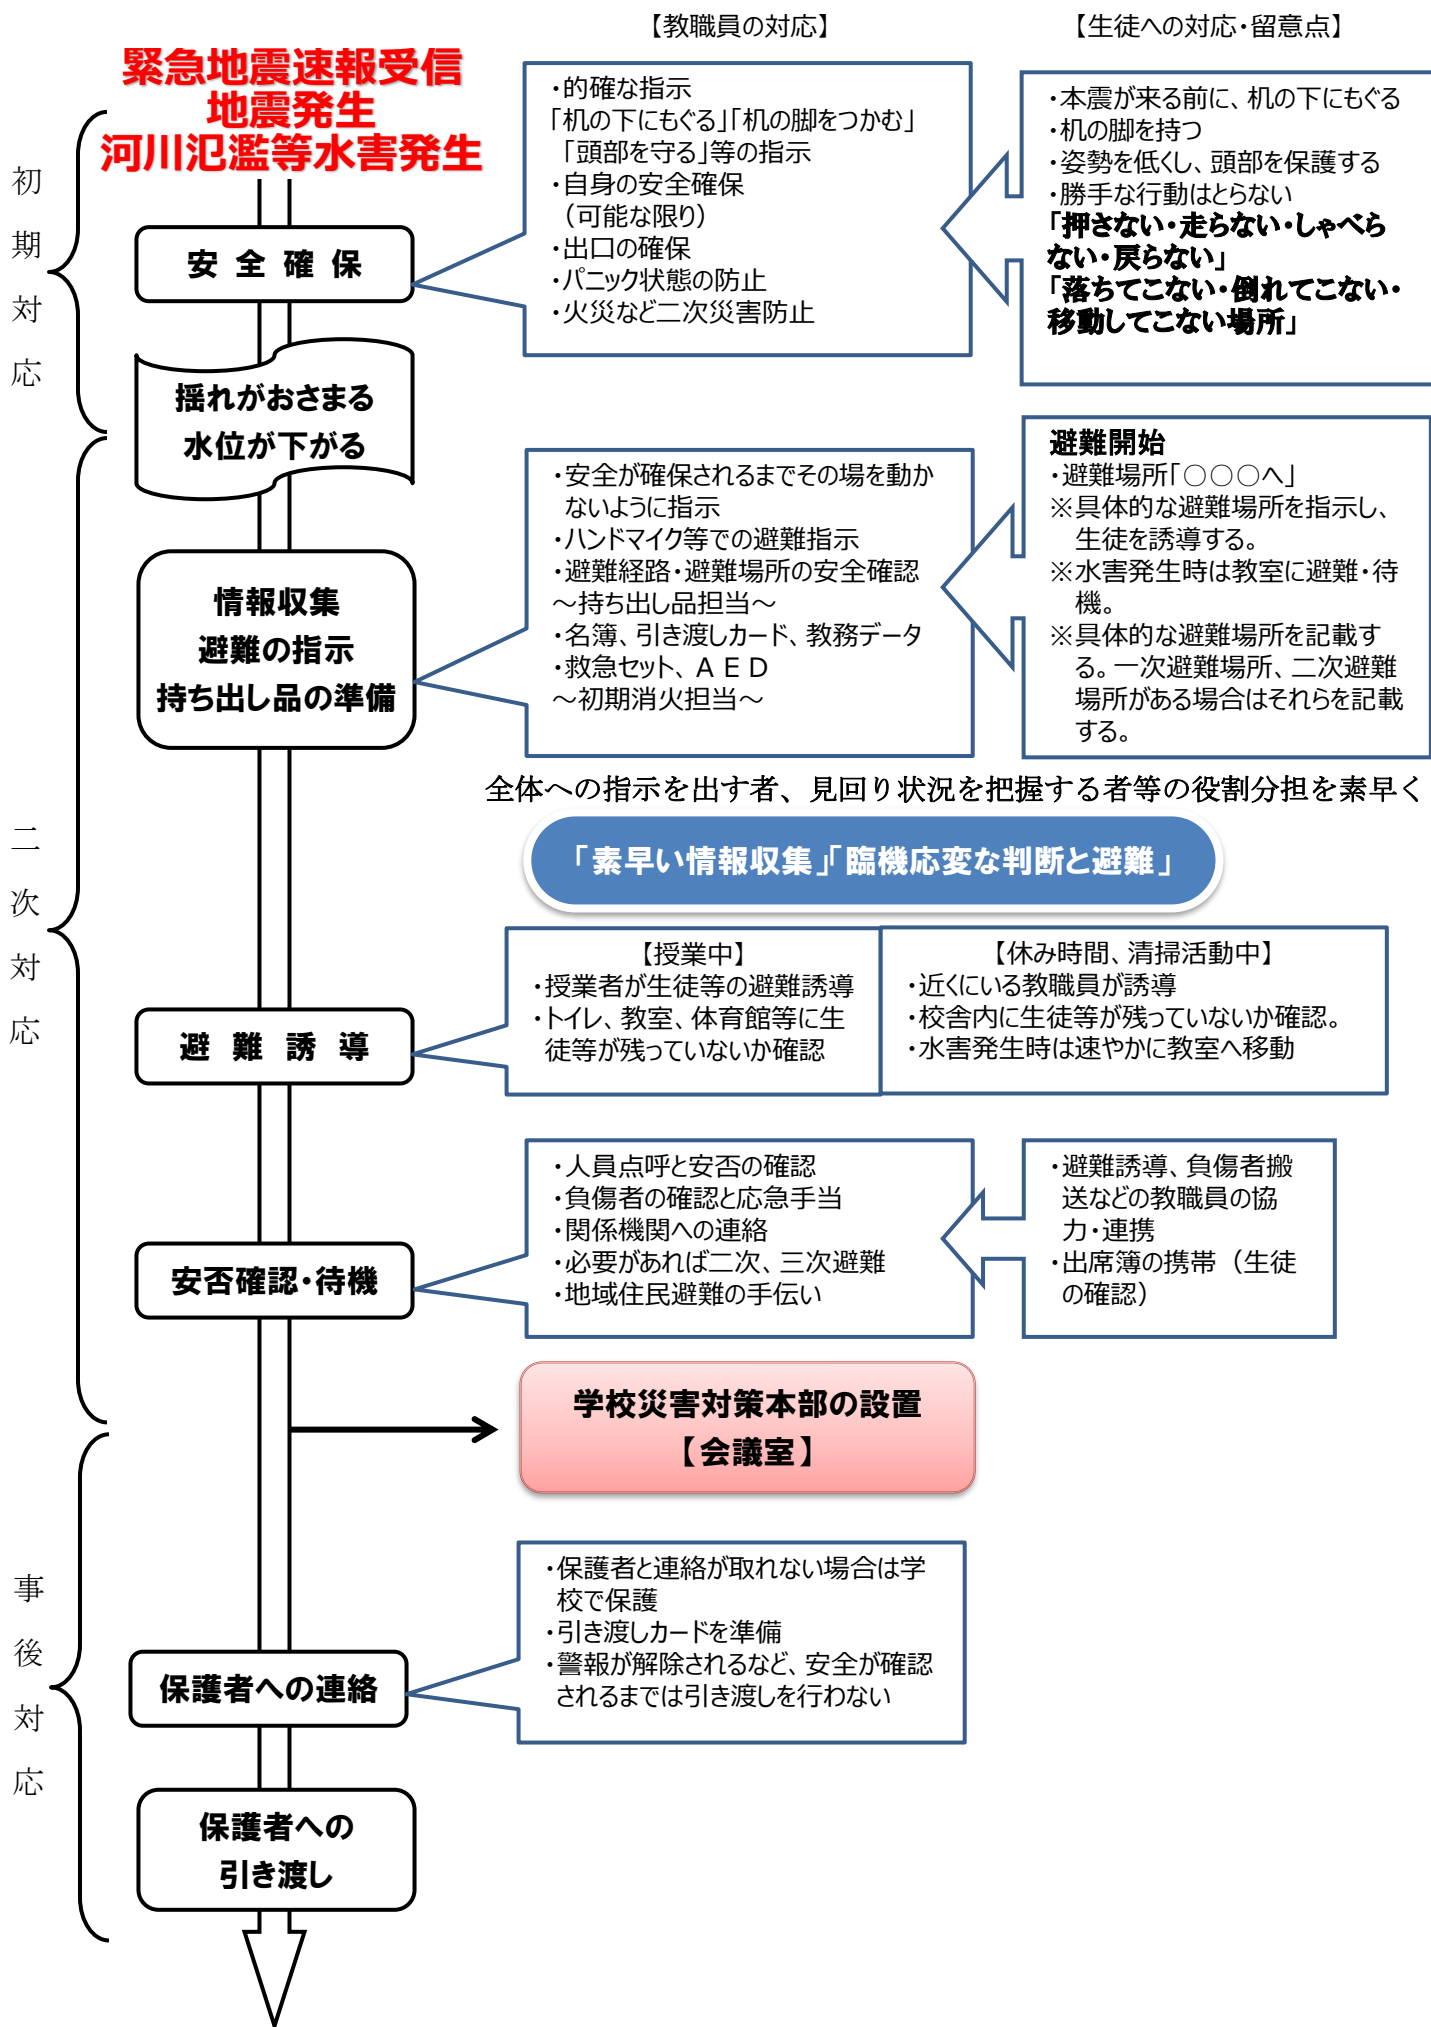 【教職員の対応】
【生徒への対応・留意点】
緊急地震速報受信
地震発生
河川氾濫等水害発生
初期対応
安全確保
・的確な指示
「机の下にもぐる」「机の脚をつかむ」
「頭部を守る」等の指示
・自身の安全確保
（可能な限り）
・出口の確保
・パニック状態の防止
・火災など二次災害防止
・本震が来る前に、机の下にもぐる
・机の脚を持つ
・姿勢を低くし、頭部を保護する
・勝手な行動はとらない
「押さない・走らない・しゃべら
ない・戻らない」
「落ちてこない・倒れてこない・
移動してこない場所」
揺れがおさまる
水位が下がる
二次対応
情報収集
避難の指示
持ち出し品の準備
・安全が確保されるまでその場を動か
ないように指示
・ハンドマイク等での避難指示
・避難経路・避難場所の安全確認
～持ち出し品担当～
・名簿、引き渡しカード、教務データ
・救急セット、ＡＥＤ
～初期消火担当～
避難開始
・避難場所「○○○へ」
※具体的な避難場所を指示し、
生徒を誘導する。
※水害発生時は教室に避難・待
機。
※具体的な避難場所を記載す
る。一次避難場所、二次避難
場所がある場合はそれらを記載
する。
全体への指示を出す者、見回り状況を把握する者等の役割分担を素早く
「素早い情報収集」「臨機応変な判断と避難」
避難誘導
【授業中】
・授業者が生徒等の避難誘導
・トイレ、教室、体育館等に生
徒等が残っていないか確認
【休み時間、清掃活動中】
・近くにいる教職員が誘導
・校舎内に生徒等が残っていないか確認。
・水害発生時は速やかに教室へ移動
安否確認・待機
・人員点呼と安否の確認
・負傷者の確認と応急手当
・関係機関への連絡
・必要があれば二次、三次避難
・地域住民避難の手伝い
・避難誘導、負傷者搬
送などの教職員の協
力・連携
・出席簿の携帯（生徒
の確認）
学校災害対策本部の設置
【会議室】
事後対応
保護者への連絡
・保護者と連絡が取れない場合は学
校で保護
・引き渡しカードを準備
・警報が解除されるなど、安全が確認
されるまでは引き渡しを行わない
保護者への
引き渡し